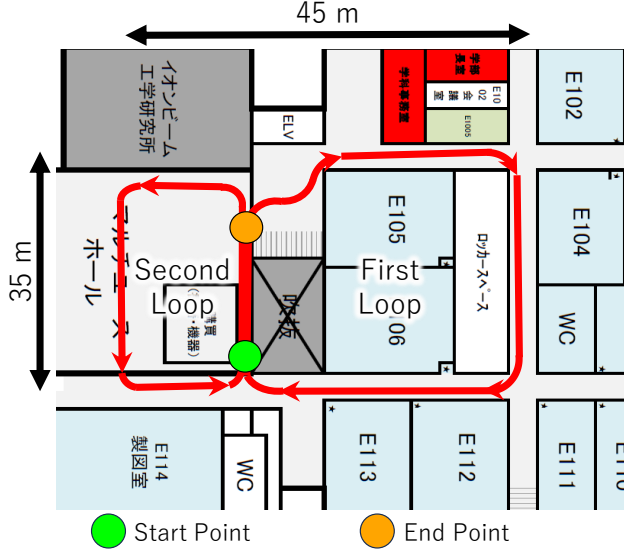 45 m
35 m
イオンビーム
工学研究所
ELV
学科事務室
学部
長室
E10
02
会議
室
E1005
E102
E105
E104
マルチユース
ホール
Second
Loop
First
Loop
ロッカースペース
吹抜
購買
・機器)
06
WC
E114
製図室
WC
E113
E112
E111
E110
Start Point
End Point